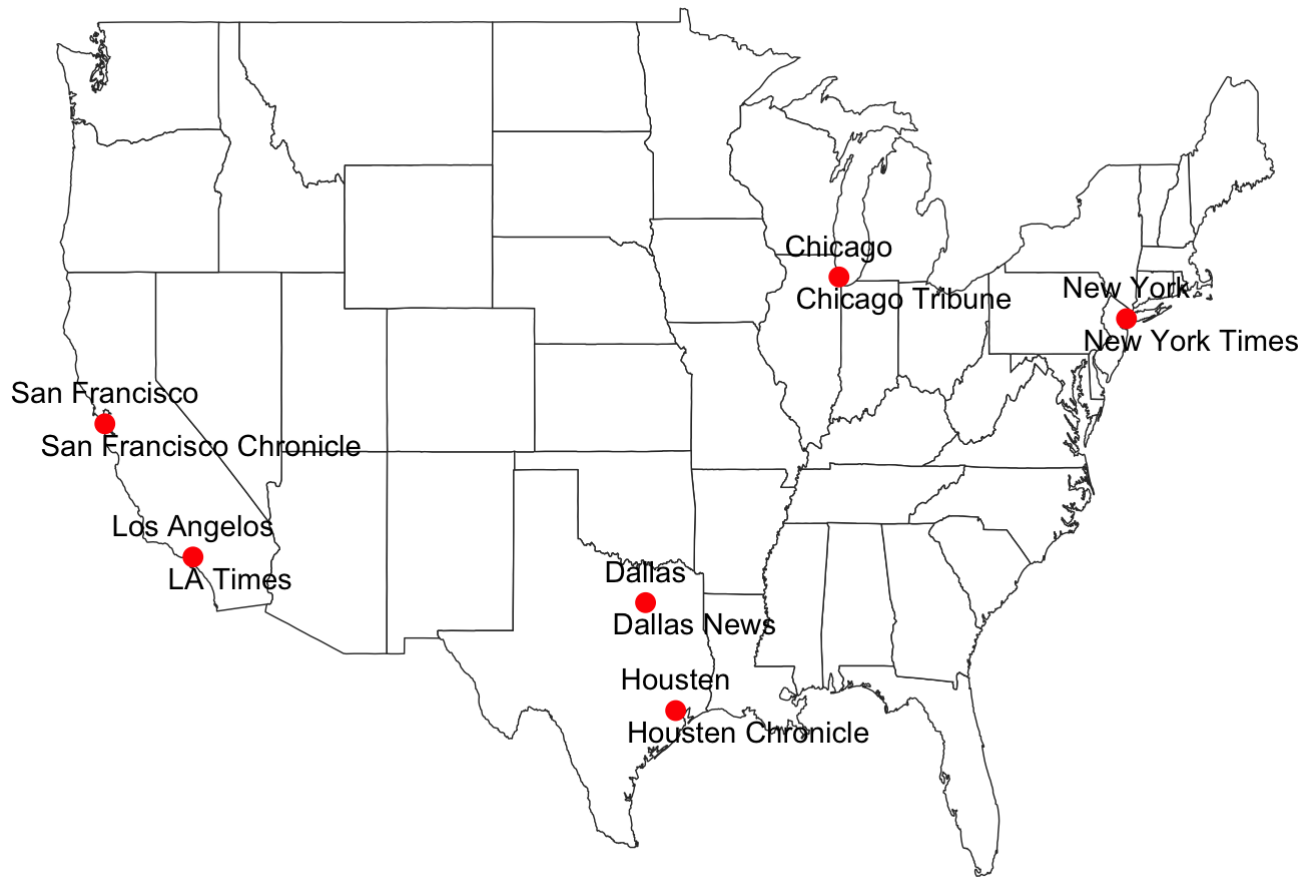 Chicago
Chicago Tribune
New York
New York Times
San Francisco
San Francisco Chronicle
Los Angelos
LA Times
Dallas
Dallas News
Housten
Housten Chronicle